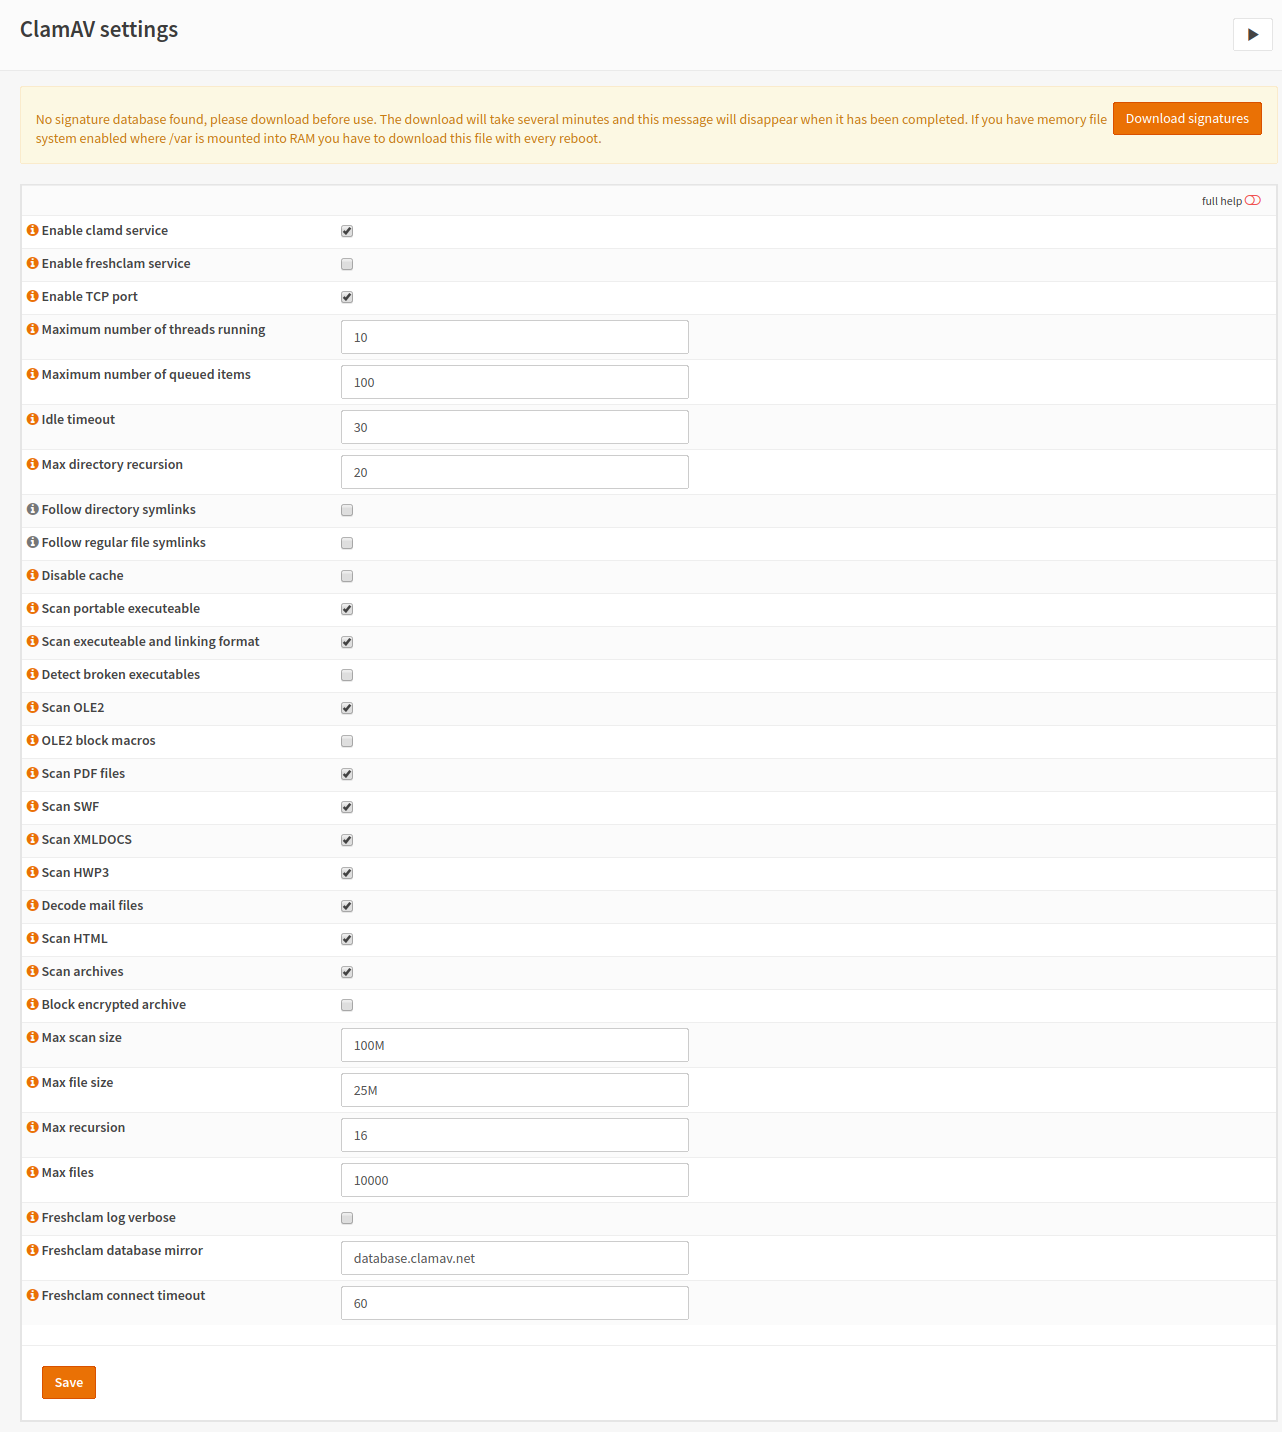 ClamAV settings
No signature database found, please download before use. The download will take several minutes and this message will disappear when it has been completed. If you have memory file
system enabled where /var is mounted into RAM you have to download this file with every reboot.
Download signatures
full help
Enable clamd service
Enable freshclam service
Enable TCP port
Maximum number of threads running
10
Maximum number of queued items
100
Idle timeout
30
Max directory recursion
20
Follow directory symlinks
Follow regular file symlinks
Disable cache
Scan portable executeable
Scan executeable and linking format
Detect broken executables
Scan OLE2
OLE2 block macros
Scan PDF files
Scan SWF
Scan XMLDOCS
Scan HWP3
Decode mail files
Scan HTML
Scan archives
Block encrypted archive
Max scan size
100M
Max file size
25M
Max recursion
16
Max files
10000
Freshclam log verbose
Freshclam database mirror
database.clamav.net
Freshclam connect timeout
60
Save